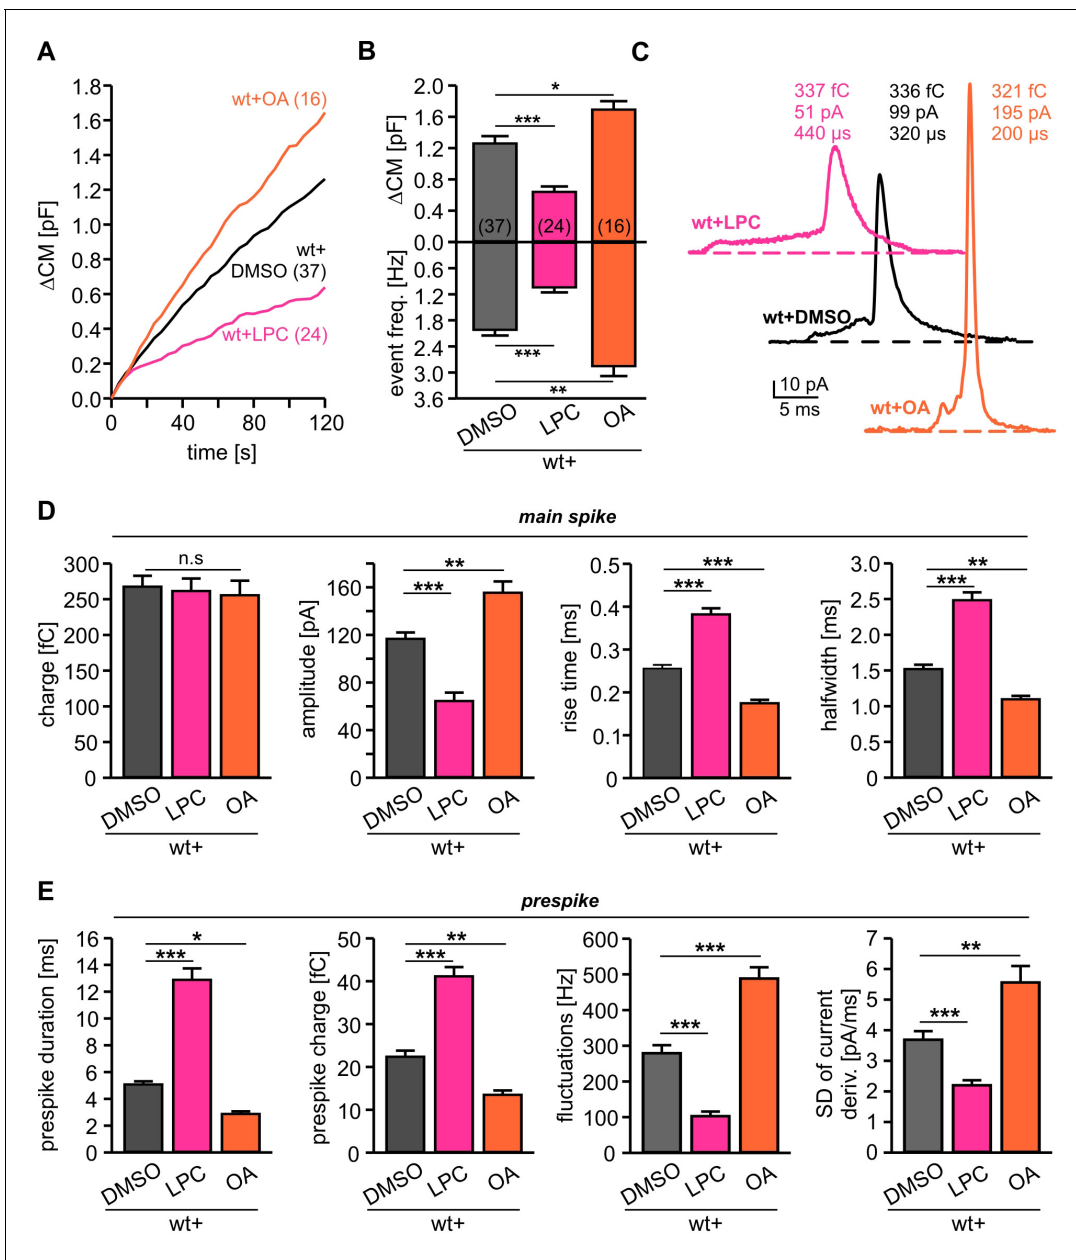 A
ΔCM [pF]
1.8
1.6
1.4
1.2
1.0
0.8
0.6
0.4
0.2
0.0
wt+OA (16)
wt+
DMSO (37)
wt+LPC (24)
0 40 80 120
time [s]
B
ΔCM [pF]
event freq. [Hz]
2.0
1.6
1.2
0.8
0.4
0.0
0.6
1.2
1.8
2.4
3.0
3.6
*
***
(37) (24) (16)
***
**
DMSO LPC OA
wt+
C
337 fC 336 fC 321 fC
51 pA 99 pA 195 pA
440 µs 320 µs 200 µs
wt+LPC
wt+DMSO
wt+OA
10 pA
5 ms
D
main spike
charge [fC]
300
250
200
150
100
50
0
n.s
DMSO LPC OA
wt+
amplitude [pA]
160
120
80
40
0
**
***
DMSO LPC OA
wt+
rise time [ms]
0.5
0.4
0.3
0.2
0.1
0
***
***
DMSO LPC OA
wt+
halfwidth [ms]
3.0
2.5
2.0
1.5
1.0
0.5
0
**
***
DMSO LPC OA
wt+
E
prespike
prespike duration [ms]
16
14
12
10
8
6
4
2
0
*
***
DMSO LPC OA
wt+
prespike charge [fC]
50
40
30
20
10
0
**
***
DMSO LPC OA
wt+
fluctuations [Hz]
600
500
400
300
200
100
0
***
***
DMSO LPC OA
wt+
SD of current
deriv. [pA/ms]
7
6
5
4
3
2
1
0
**
***
DMSO LPC OA
wt+